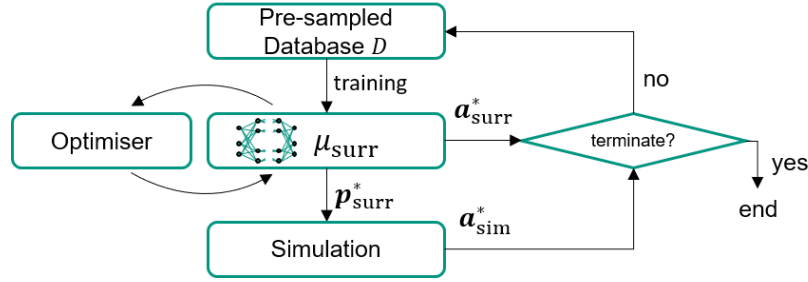 Pre-sampled
Database D
no
training
a*surr
Optimiser
μsurr
terminate?
yes
p*surr
end
a*sim
Simulation